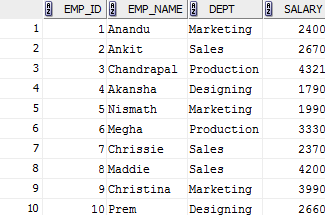 EMP_ID EMP_NAME DEPT SALARY
1 1 Anandu Marketing 2400
2 2 Ankit Sales 2670
3 3 Chandrapal Production 4321
4 4 Akansha Designing 1790
5 5 Nismath Marketing 1990
6 6 Megha Production 3330
7 7 Chrissie Sales 2370
8 8 Maddie Sales 4200
9 9 Christina Marketing 3990
10 10 Prem Designing 2660